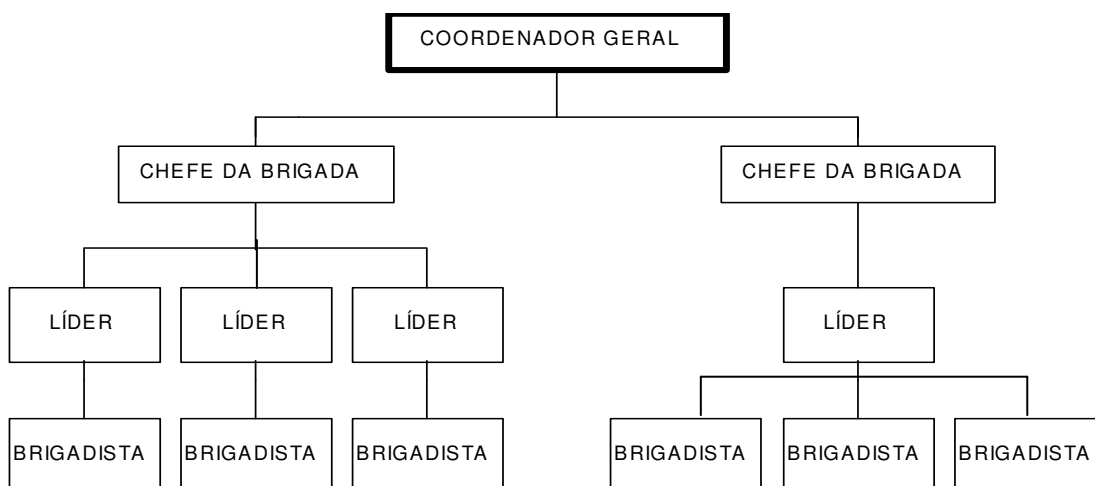 COORDENADOR GERAL
CHEFE DA BRIGADA
CHEFE DA BRIGADA
LÍDER
LÍDER
LÍDER
LÍDER
BRIGADISTA
BRIGADISTA
BRIGADISTA
BRIGADISTA
BRIGADISTA
BRIGADISTA